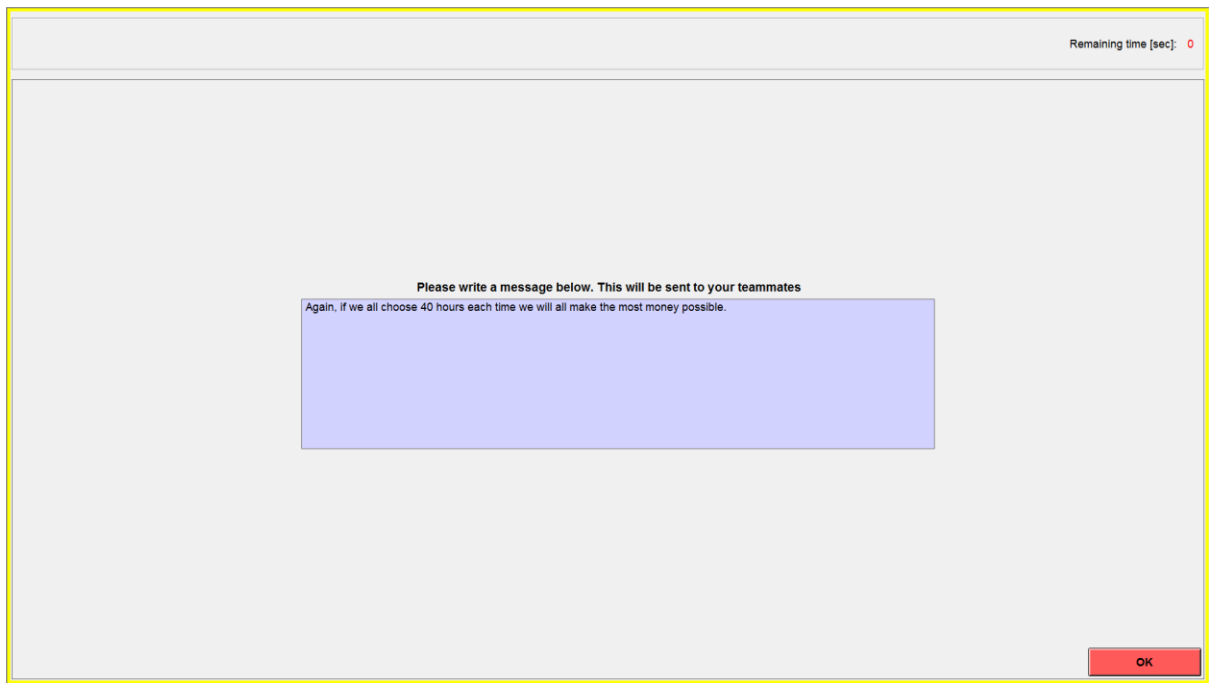 Remaining time [sec]: 0
Please write a message below. This will be sent to your teammates
Again, if we all choose 40 hours each time we will all make the most money possible.
OK